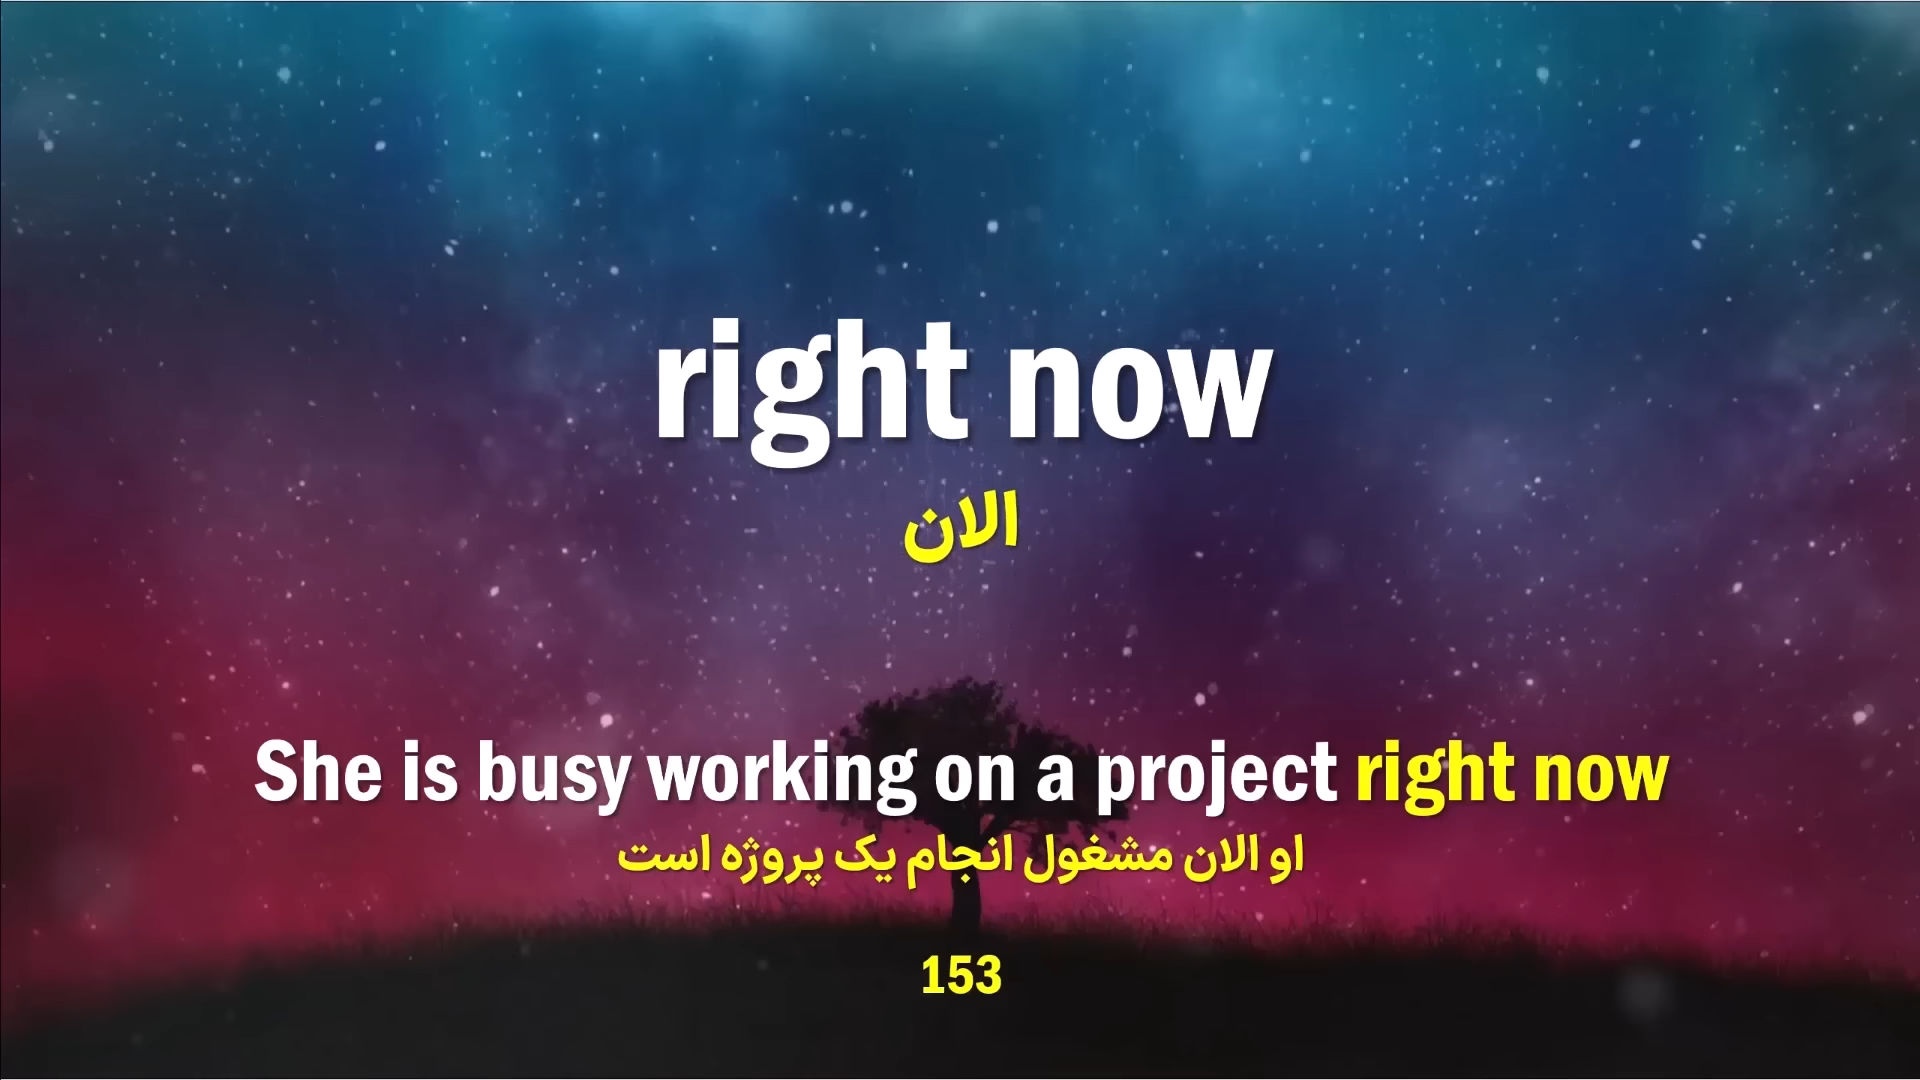 right now
الان
She is busy working on a project right now
او الان مشغول انجام یک پروژه است
153